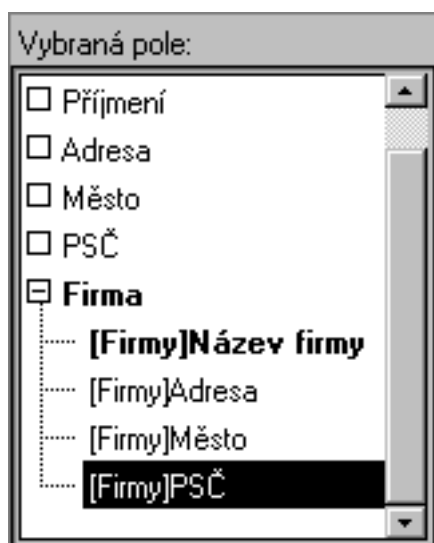 Vybraná pole:
Příjmení
Adresa
Město
PSČ
Firma
[Firmy]Název firmy
[Firmy]Adresa
[Firmy]Město
[Firmy]PSČ